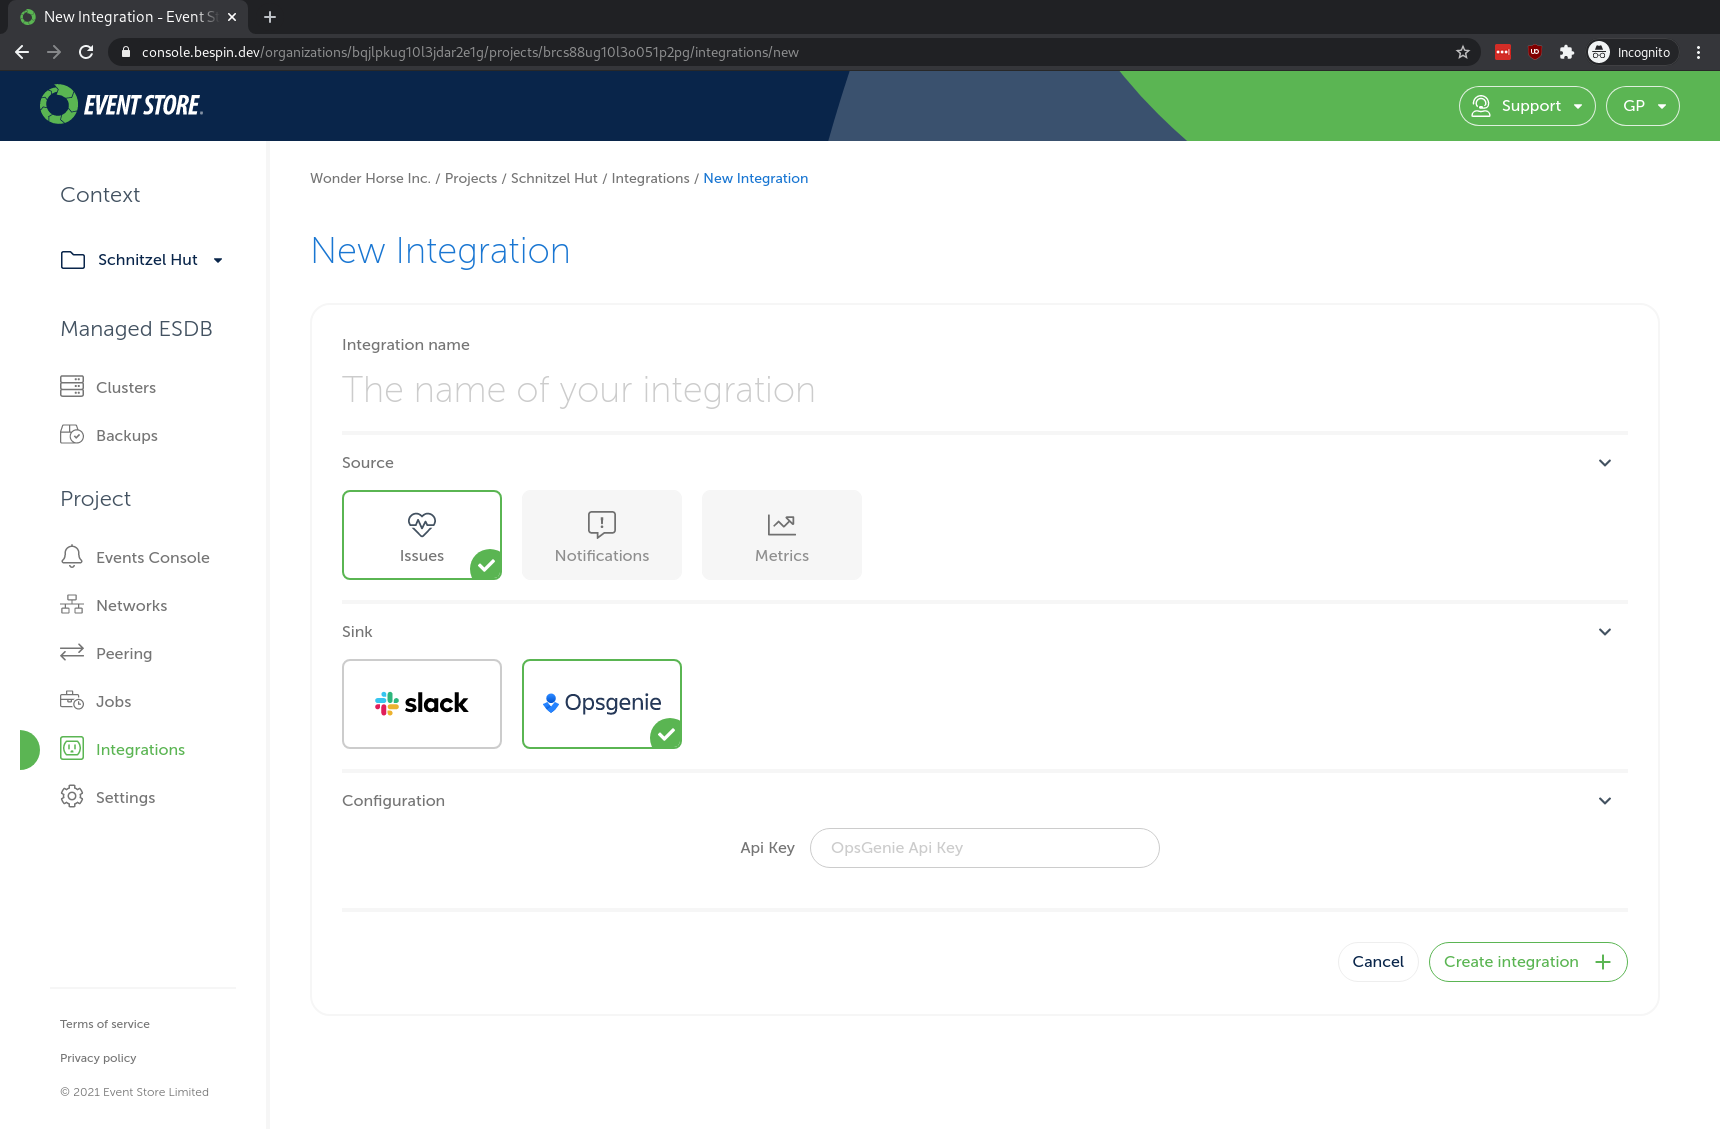 New Integration - Event S
console.bespin.dev/organizations/bqjlpkug10l3jdar2e1g/projects/brcs88ug10l3o051p2pg/integrations/new
Incognito
EVENT STORE
Support
GP
Context
Schnitzel Hut
Managed ESDB
Clusters
Backups
Project
Events Console
Networks
Peering
Jobs
Integrations
Settings
Terms of service
Privacy policy
© 2021 Event Store Limited
Wonder Horse Inc. / Projects / Schnitzel Hut / Integrations / New Integration
New Integration
Integration name
The name of your integration
Source
Issues
Notifications
Metrics
Sink
slack
Opsgenie
Configuration
Api Key
OpsGenie Api Key
Cancel
Create integration